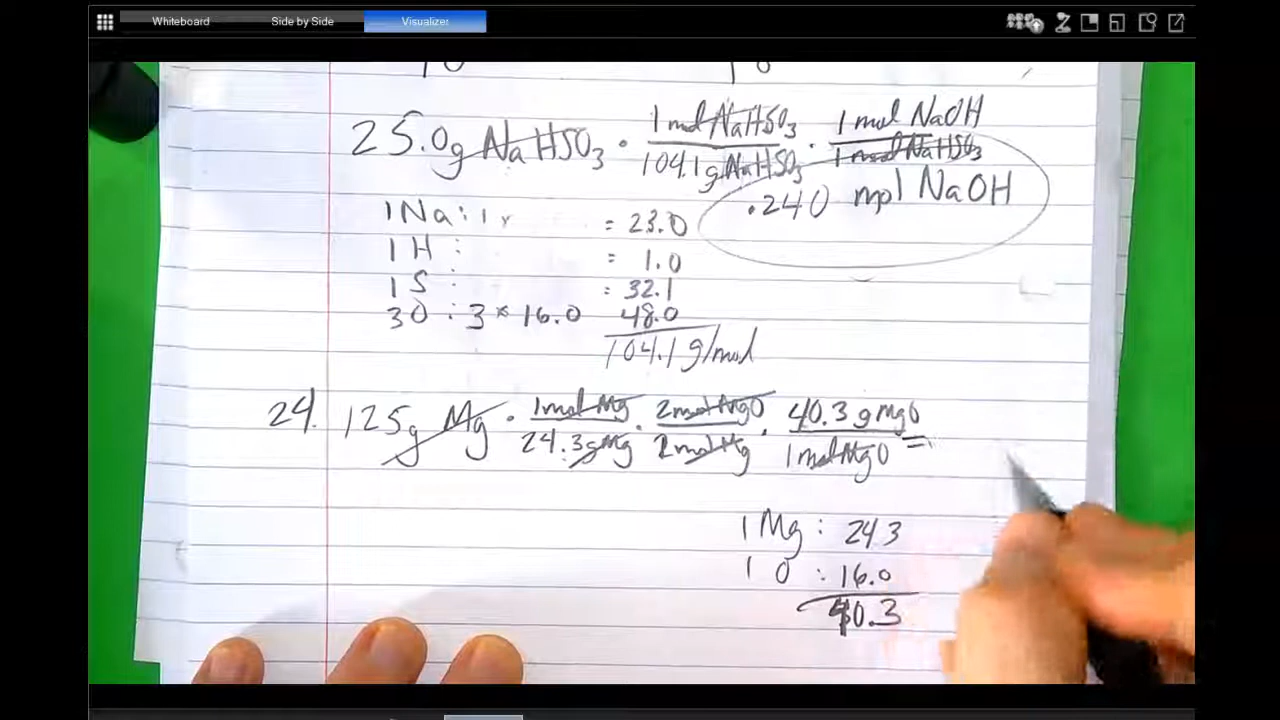 Whiteboard Side by Side Visualizer
25.0g NaHSO3 · 1 mol NaHSO3 / 104.1 g NaHSO3 · 1 mol NaOH / 1 mol NaHSO3
.240 mol NaOH
1 Na : 1 x = 23.0
1 H : = 1.0
1 S : = 32.1
3 O : 3 x 16.0 48.0
104.1 g/mol
24. 125g Mg · 1 mol Mg / 24.3 g Mg · 2 mol MgO / 2 mol Mg · 40.3 g MgO / 1 mol MgO =
1 Mg : 24.3
1 O : 16.0
40.3